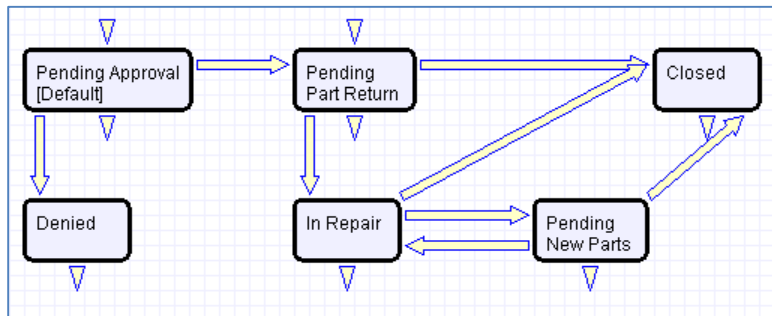 Pending Approval
[Default]
Pending
Part Return
Closed
Denied
In Repair
Pending
New Parts